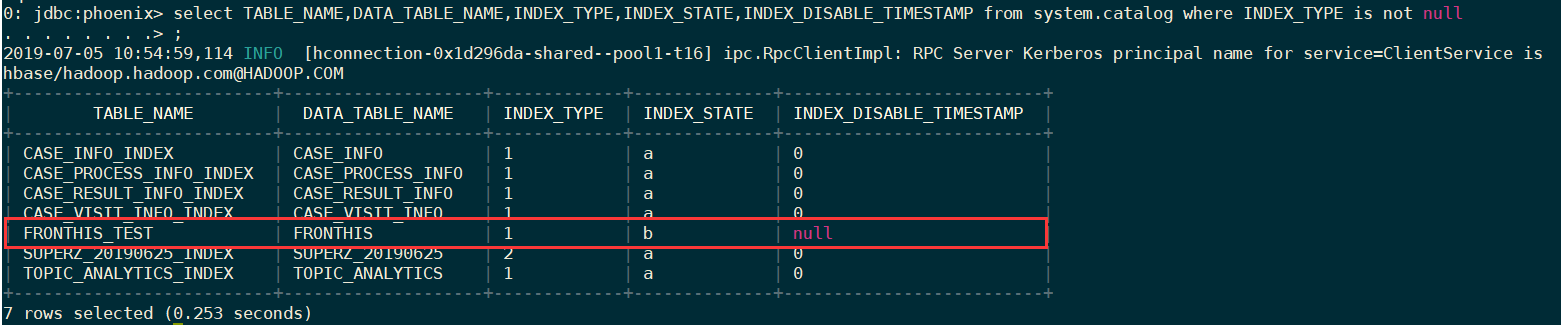 0: jdbc:phoenix> select TABLE_NAME,DATA_TABLE_NAME,INDEX_TYPE,INDEX_STATE,INDEX_DISABLE_TIMESTAMP from system.catalog where INDEX_TYPE is not null
. . . . . . . .> ;
2019-07-05 10:54:59,114 INFO  [hconnection-0x1d296da-shared--pool1-t16] ipc.RpcClientImpl: RPC Server Kerberos principal name for service=ClientService is
hbase/hadoop.hadoop.com@HADOOP.COM
+--------------------------+--------------------+-------------+--------------+--------------------------+
|        TABLE_NAME        |  DATA_TABLE_NAME   | INDEX_TYPE  | INDEX_STATE  | INDEX_DISABLE_TIMESTAMP  |
+--------------------------+--------------------+-------------+--------------+--------------------------+
| CASE_INFO_INDEX          | CASE_INFO          | 1           | a            | 0                        |
| CASE_PROCESS_INFO_INDEX  | CASE_PROCESS_INFO  | 1           | a            | 0                        |
| CASE_RESULT_INFO_INDEX   | CASE_RESULT_INFO   | 1           | a            | 0                        |
| CASE_VISIT_INFO_INDEX    | CASE_VISIT_INFO    | 1           | a            | 0                        |
| FRONTHIS_TEST            | FRONTHIS           | 1           | b            | null                     |
| SUPERZ_20190625_INDEX    | SUPERZ_20190625    | 2           | a            | 0                        |
| TOPIC_ANALYTICS_INDEX    | TOPIC_ANALYTICS    | 1           | a            | 0                        |
+--------------------------+--------------------+-------------+--------------+--------------------------+
7 rows selected (0.253 seconds)